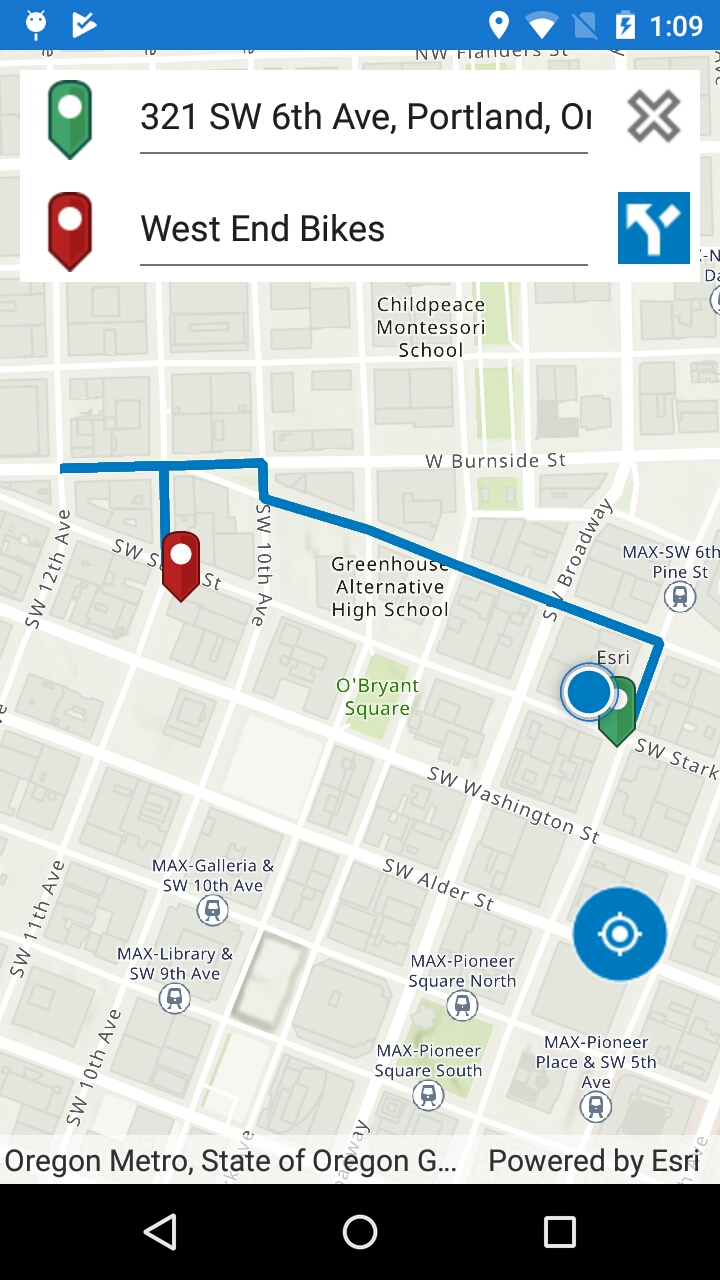 1:09
NW Flanders St
321 SW 6th Ave, Portland, Or
West End Bikes
Childpeace
Montessori
School
W Burnside St
SW 12th Ave
SW 10th Ave
SW Broadway
MAX-SW 6th
Pine St
Greenhouse
Alternative
High School
Esri
O'Bryant
Square
SW Stark
SW Washington St
MAX-Galleria &
SW 10th Ave
SW Alder St
SW 11th Ave
MAX-Library &
SW 9th Ave
MAX-Pioneer
Square North
SW 10th Ave
MAX-Pioneer
Square South
MAX-Pioneer
Place & SW 5th
Ave
Oregon Metro, State of Oregon G...
Powered by Esri